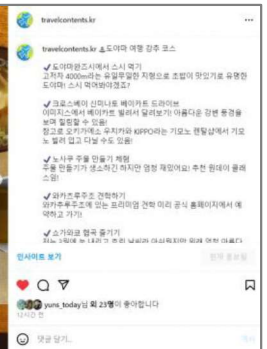 travelcontents.kr
travelcontents.kr 도야마 여행 강추 코스
✔도야마완즈시에서 스시 먹기
고저차 4000m라는 유일무일한 지형으로 초밥이 맛있기로 유명한
도야마! 스시 먹어봐야겠죠?
✔크로스베이 신미나토 베이카트 드라이브
이미지스에서 베이카트 빌려서 달려보기! 아름다운 강변 풍경을
보며 힐링할 수 있음!
참고로 오키가에소 우치카와 KIPPO라는 기모노 렌탈샵에서 기모
노 빌려 입고 다닐 수도 있음!
✔노사쿠 주물 만들기 체험
주물 만들기가 생소하긴 하지만 엄청 재밌어요! 추천 원데이 클래
스임!
✔와카츠루주조 견학하기
와카츠루주조에 있는 프리미엄 견학 미리 공식 홈페이지에서 예
약하고 가기!
✔쇼가와쿄 협곡 즐기기
인사이트 보기
yuns_today님 외 23명이 좋아합니다
12시간 전
댓글 달기...